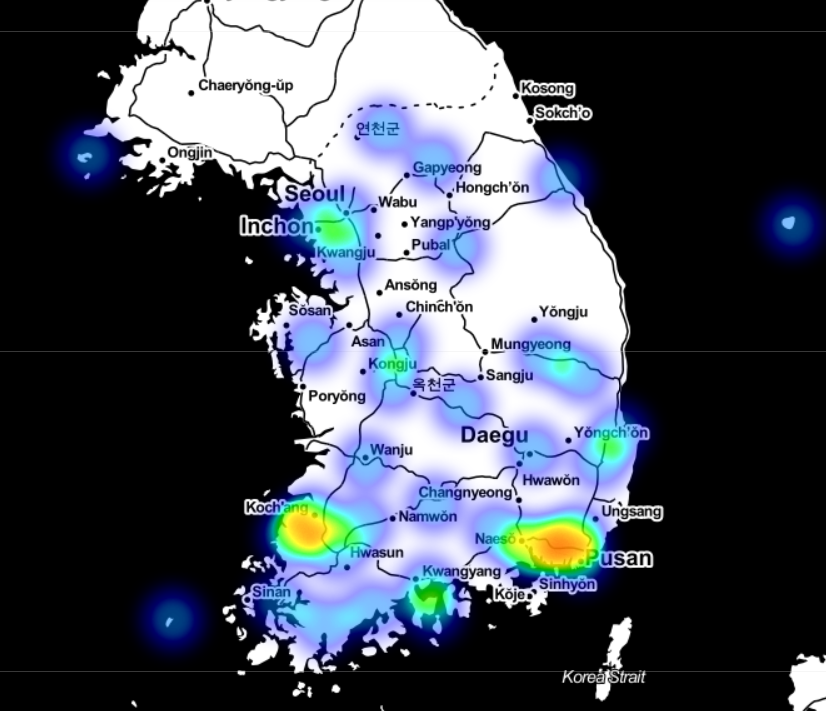 Chaeryŏng-ŭp
Kosong
Sokch'o
연천군
Ongjin
Gapyeong
Hongch'ŏn
Seoul
Wabu
Inchon
Yangp'yŏng
Kwangju
Pubal
Ansŏng
Sŏsan
Chinch'ŏn
Yŏngju
Asan
Mungyeong
Kongju
옥천군
Sangju
Poryŏng
Daegu
Yŏngch'ŏn
Wanju
Hwawŏn
Changnyeong
Koch'ang
Namwŏn
Ungsang
Naesŏ
Hwasun
Pusan
Kwangyang
Sinhyŏn
Sinan
Kŏje
Korea Strait